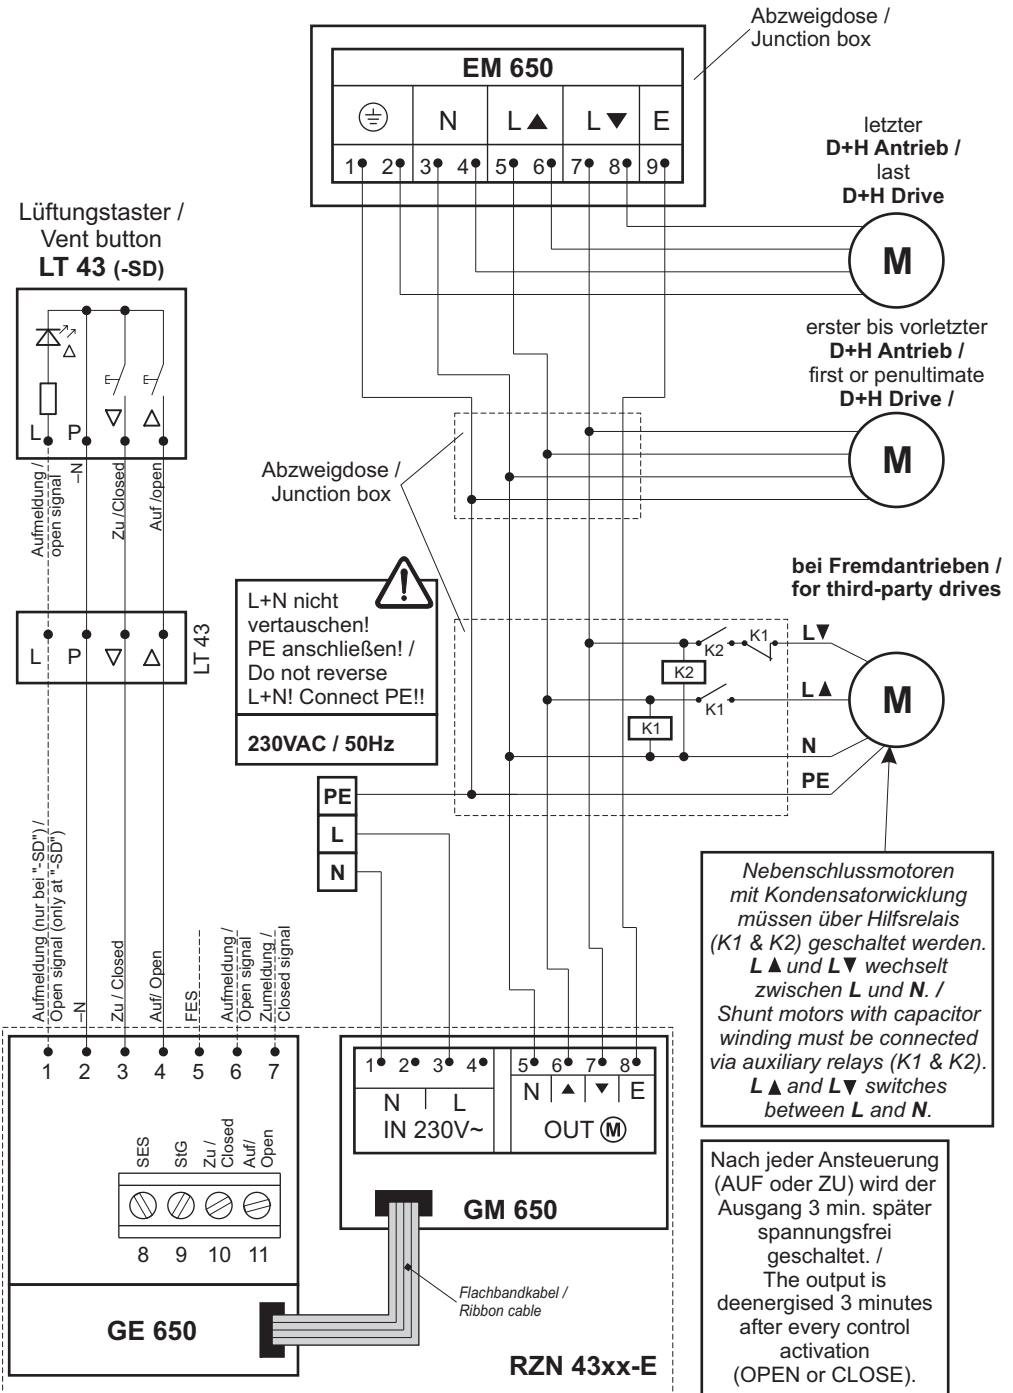 Abzweigdose /
Junction box
EM 650
N L▲ L▼ E
1 2 3 4 5 6 7 8 9
letzter
D+H Antrieb /
last
D+H Drive
M
Lüftungstaster /
Vent button
LT 43 (-SD)
L P ▽ △
erster bis vorletzter
D+H Antrieb /
first or penultimate
D+H Drive /
M
Aufmeldung /
open signal
–N
Zu /Closed
Auf /open
Abzweigdose /
Junction box
L P ▽ △
LT 43
L+N nicht
vertauschen!
PE anschließen! /
Do not reverse
L+N! Connect PE!!
230VAC / 50Hz
bei Fremdantrieben /
for third-party drives
K2 K1 L▼
K2
K1 L▲
K1
N
PE
M
PE
L
N
Nebenschlussmotoren
mit Kondensatorwicklung
müssen über Hilfsrelais
(K1 & K2) geschaltet werden.
L▲und L▼ wechselt
zwischen L und N. /
Shunt motors with capacitor
winding must be connected
via auxiliary relays (K1 & K2).
L▲and L▼ switches
between L and N.
Aufmeldung (nur bei "-SD") /
Open signal (only at "-SD")
–N
Zu / Closed
Auf/ Open
FES
Aufmeldung /
Open signal
Zumeldung /
Closed signal
1 2 3 4 5 6 7
SES
StG
Zu /
Closed
Auf/
Open
8 9 10 11
GE 650
1 2 3 4 5 6 7 8
N L
IN 230V~
N ▲ ▼ E
OUT M
GM 650
Flachbandkabel /
Ribbon cable
RZN 43xx-E
Nach jeder Ansteuerung
(AUF oder ZU) wird der
Ausgang 3 min. später
spannungsfrei
geschaltet. /
The output is
deenergised 3 minutes
after every control
activation
(OPEN or CLOSE).